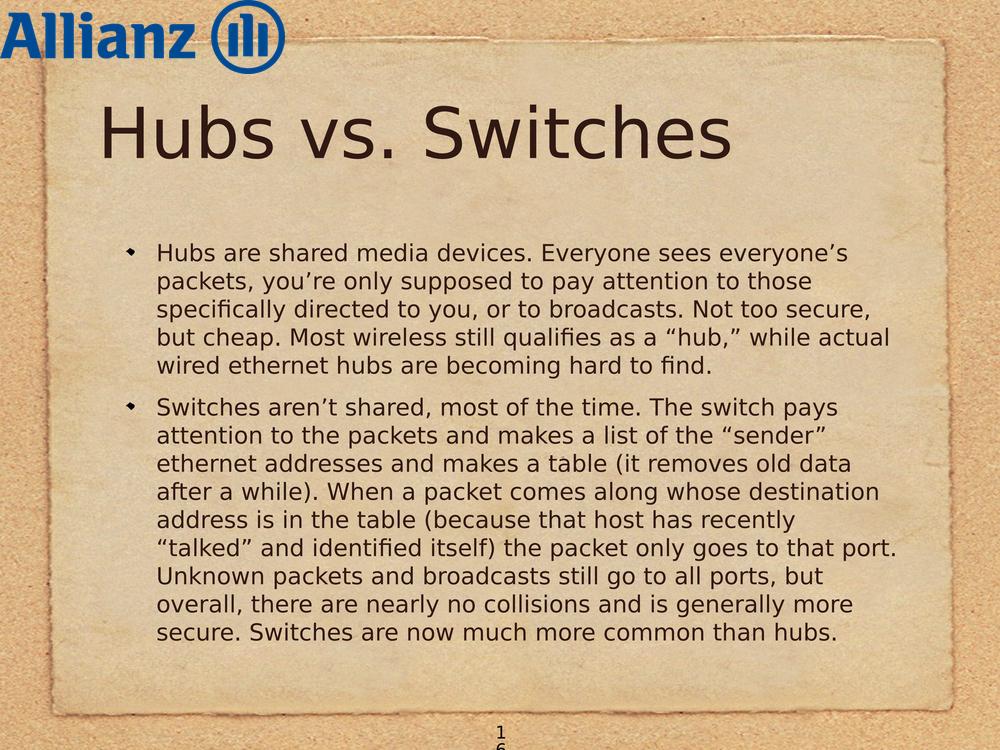 Allianz
Hubs vs. Switches
Hubs are shared media devices. Everyone sees everyone’s
packets, you’re only supposed to pay attention to those
specifically directed to you, or to broadcasts. Not too secure,
but cheap. Most wireless still qualifies as a “hub,” while actual
wired ethernet hubs are becoming hard to find.
Switches aren’t shared, most of the time. The switch pays
attention to the packets and makes a list of the “sender”
ethernet addresses and makes a table (it removes old data
after a while). When a packet comes along whose destination
address is in the table (because that host has recently
“talked” and identified itself) the packet only goes to that port.
Unknown packets and broadcasts still go to all ports, but
overall, there are nearly no collisions and is generally more
secure. Switches are now much more common than hubs.
1
6